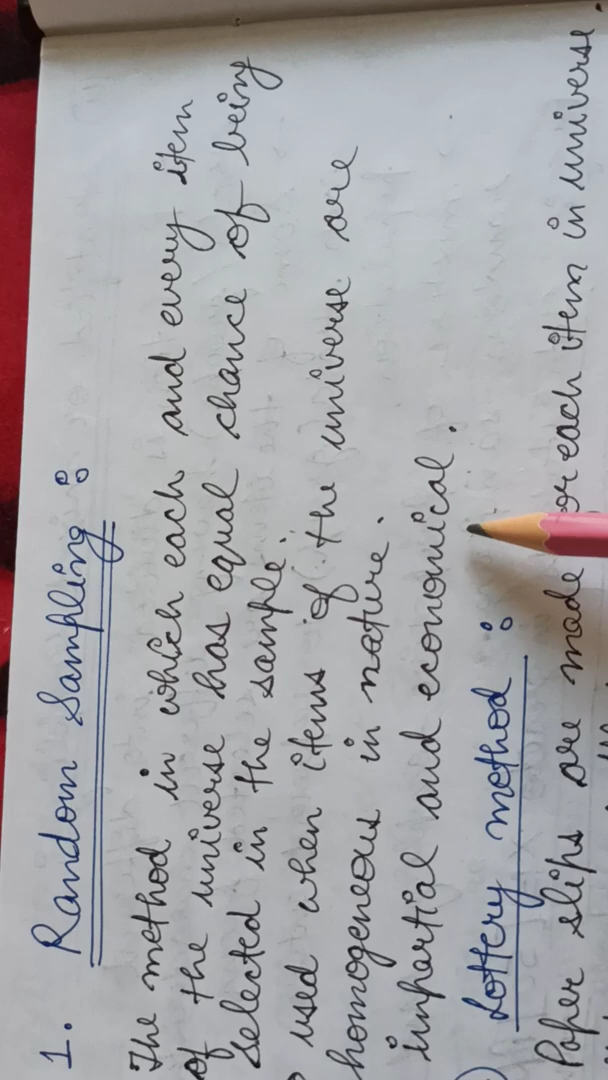 1. Random Sampling :
The method in which each and every item
of the universe has equal chance of being
selected in the sample.
used when items of the universe are
homogeneous in nature.
impartial and economical.
) Lottery method :
Paper slips are made or each item in universe.